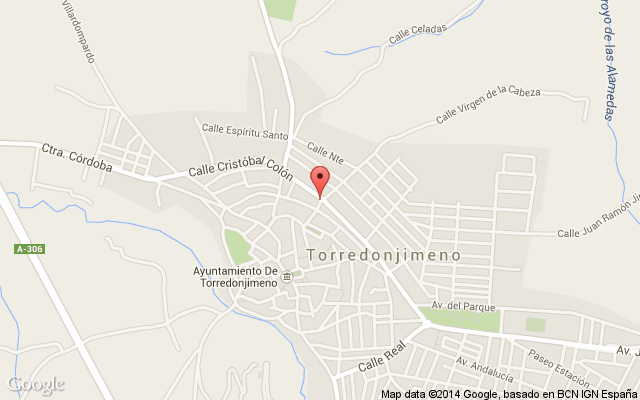 Villardompardo
Calle Celadas
royo de las Alamedas
Calle Virgen de la Cabeza
Calle Espíritu Santo
Calle Nte
Ctra. Córdoba
Calle Cristóbal Colón
Calle Juan Ramón Ji
A-306
Torredonjimeno
Ayuntamiento De
Torredonjimeno
Av. del Parque
Calle Real
Av. Andalucía
Paseo Estación
Av. J
Google
Map data ©2014 Google, basado en BCN IGN España